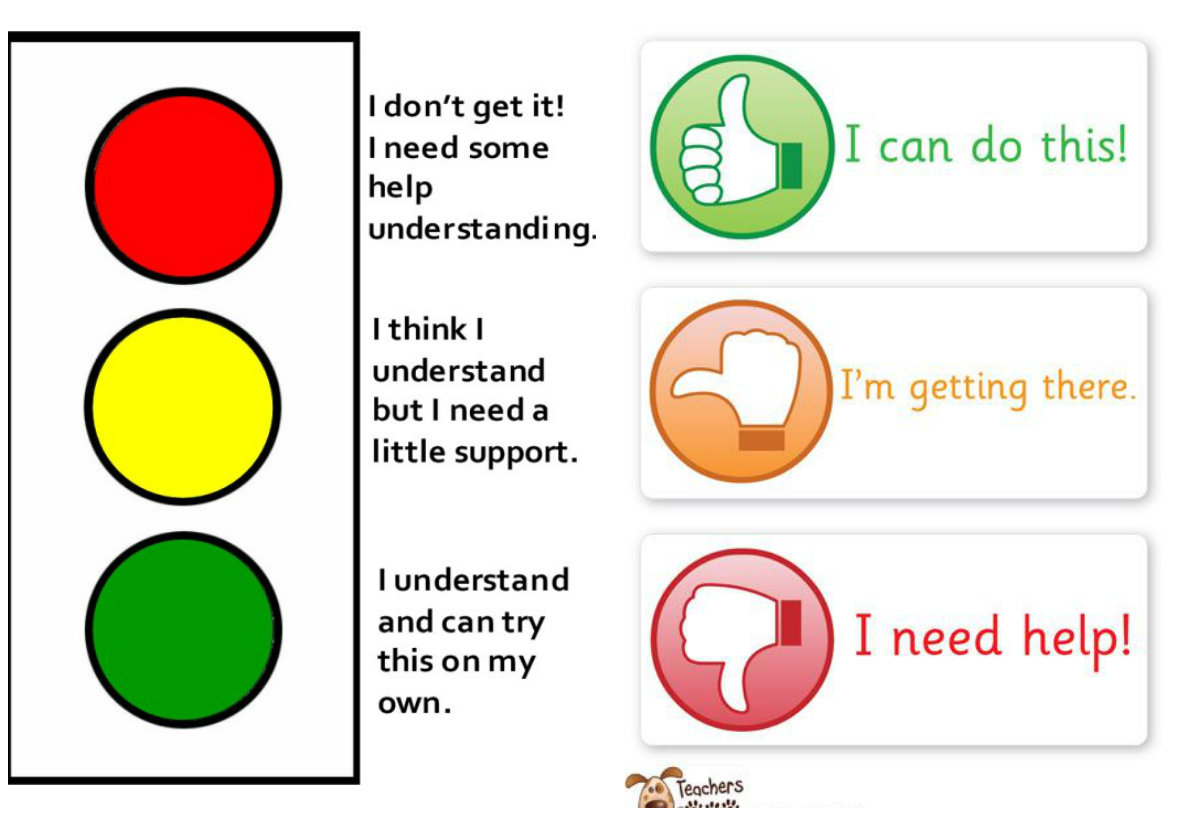 I don't get it!
I need some
help
understanding.
I think I
understand
but I need a
little support.
I understand
and can try
this on my
own.
I can do this!
I'm getting there.
I need help!
Teachers